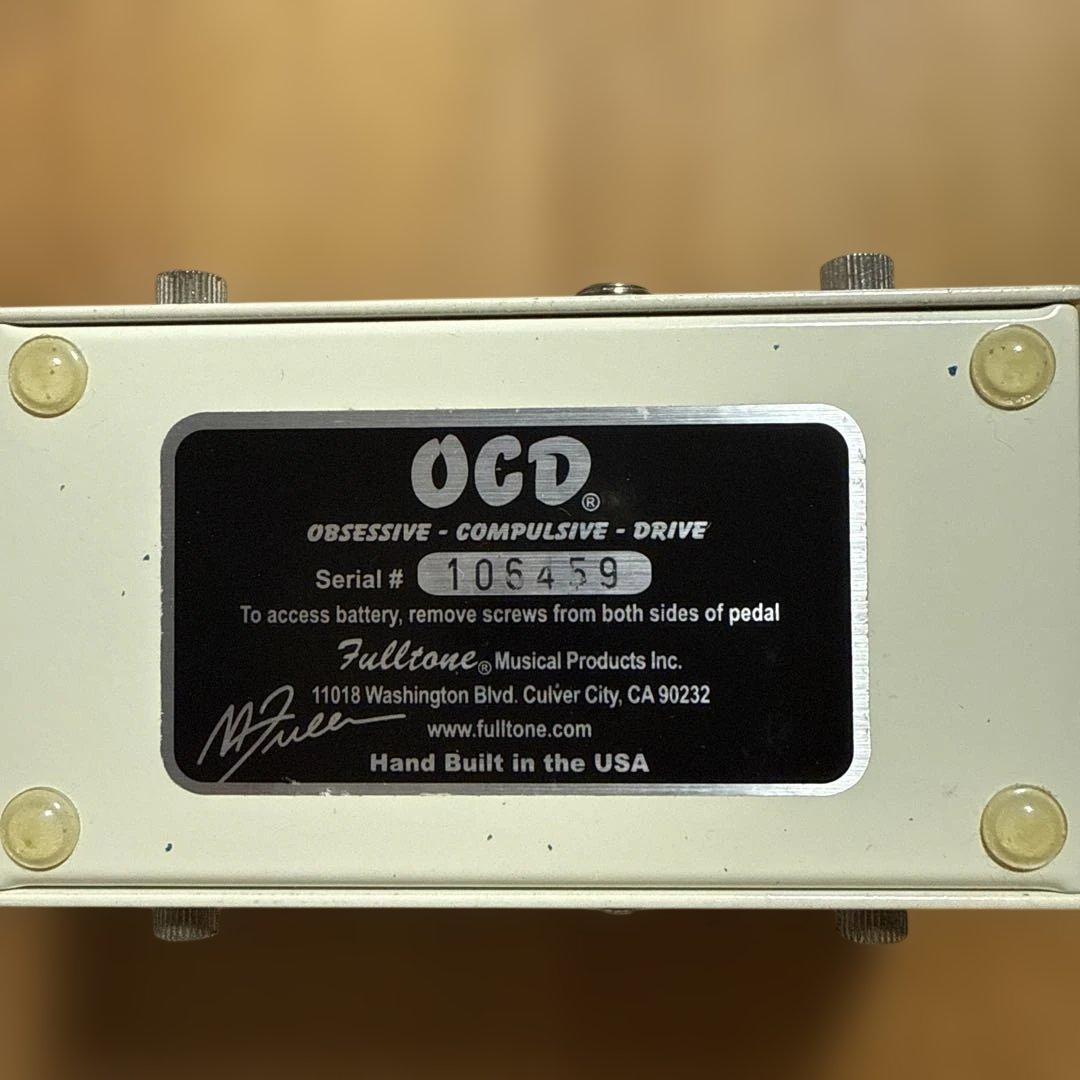 OCD®
OBSESSIVE - COMPULSIVE - DRIVE
Serial # 106459
To access battery, remove screws from both sides of pedal
Fulltone® Musical Products Inc.
11018 Washington Blvd. Culver City, CA 90232
www.fulltone.com
M Fuller
Hand Built in the USA